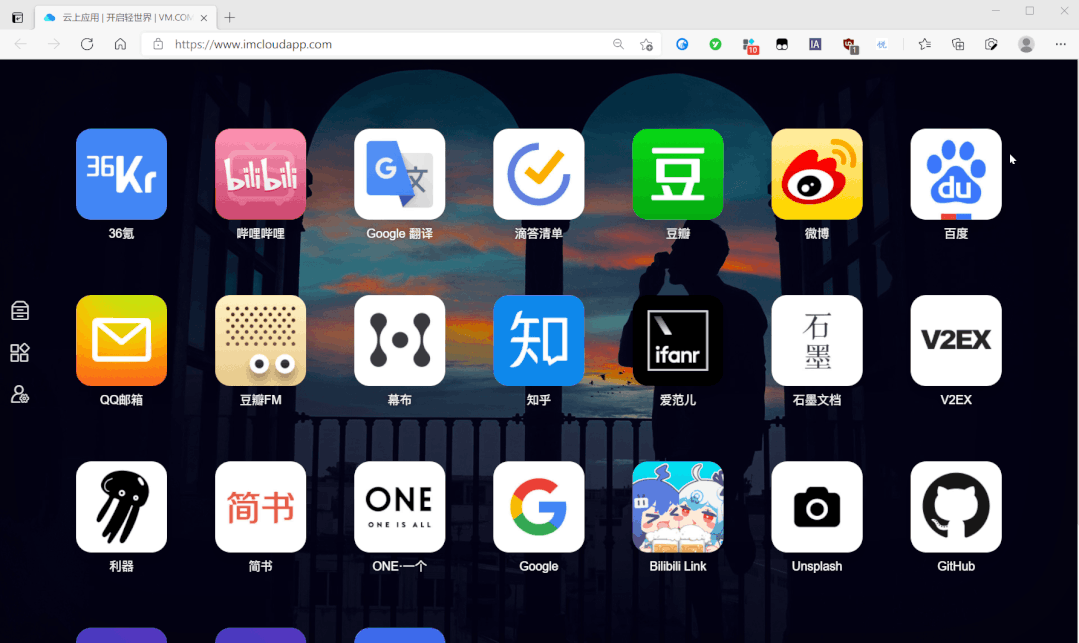 云上应用 | 开启轻世界 | VM.COM
https://www.imcloudapp.com
10
IA
1
36Kr
bilibili
G 文
豆
du
36氪
哔哩哔哩
Google 翻译
滴答清单
豆瓣
微博
百度
知
ifanr
石墨
V2EX
QQ邮箱
豆瓣FM
幕布
知乎
爱范儿
石墨文档
V2EX
简书
ONE
ONE IS ALL
G
利器
简书
ONE·一个
Google
Bilibili Link
Unsplash
GitHub